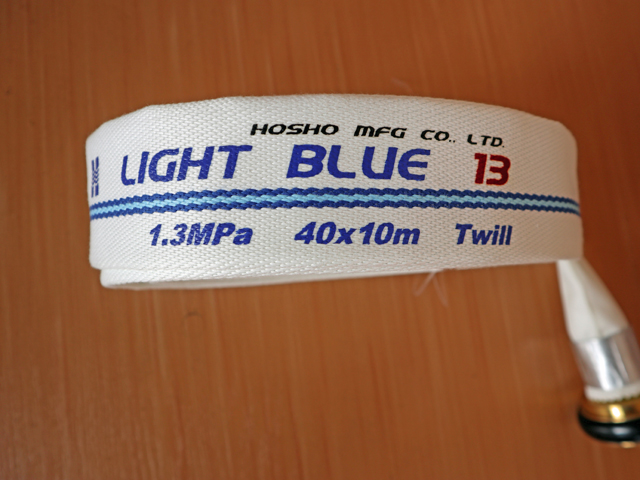 HOSHO MFG CO., LTD.
LIGHT BLUE 13
1.3MPa 40x10m Twill